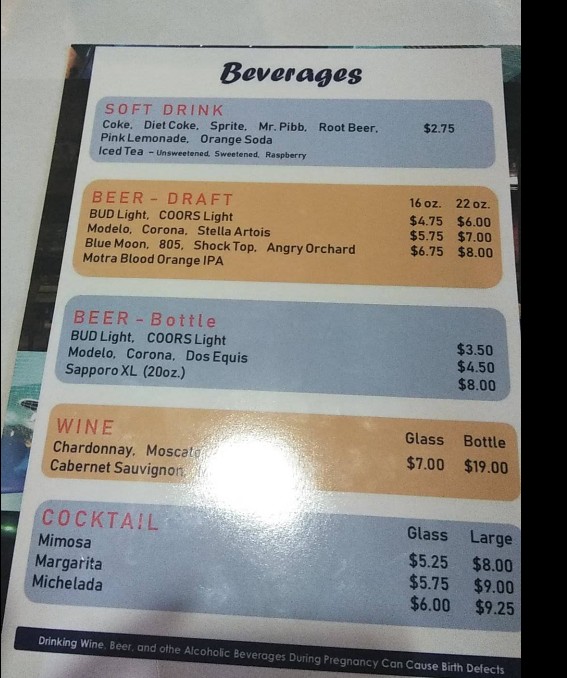 Beverages
SOFT DRINK
Coke, Diet Coke, Sprite, Mr. Pibb, Root Beer, $2.75
Pink Lemonade, Orange Soda
Iced Tea - Unsweetened, Sweetened, Raspberry
BEER - DRAFT 16 oz. 22 oz.
BUD Light, COORS Light $4.75 $6.00
Modelo, Corona, Stella Artois $5.75 $7.00
Blue Moon, 805, Shock Top, Angry Orchard $6.75 $8.00
Motra Blood Orange IPA
BEER - Bottle
BUD Light, COORS Light $3.50
Modelo, Corona, Dos Equis $4.50
Sapporo XL (20oz.) $8.00
WINE Glass Bottle
Chardonnay, Moscato $7.00 $19.00
Cabernet Sauvignon,
COCKTAIL Glass Large
Mimosa $5.25 $8.00
Margarita $5.75 $9.00
Michelada $6.00 $9.25
Drinking Wine, Beer, and othe Alcoholic Beverages During Pregnancy Can Cause Birth Defects